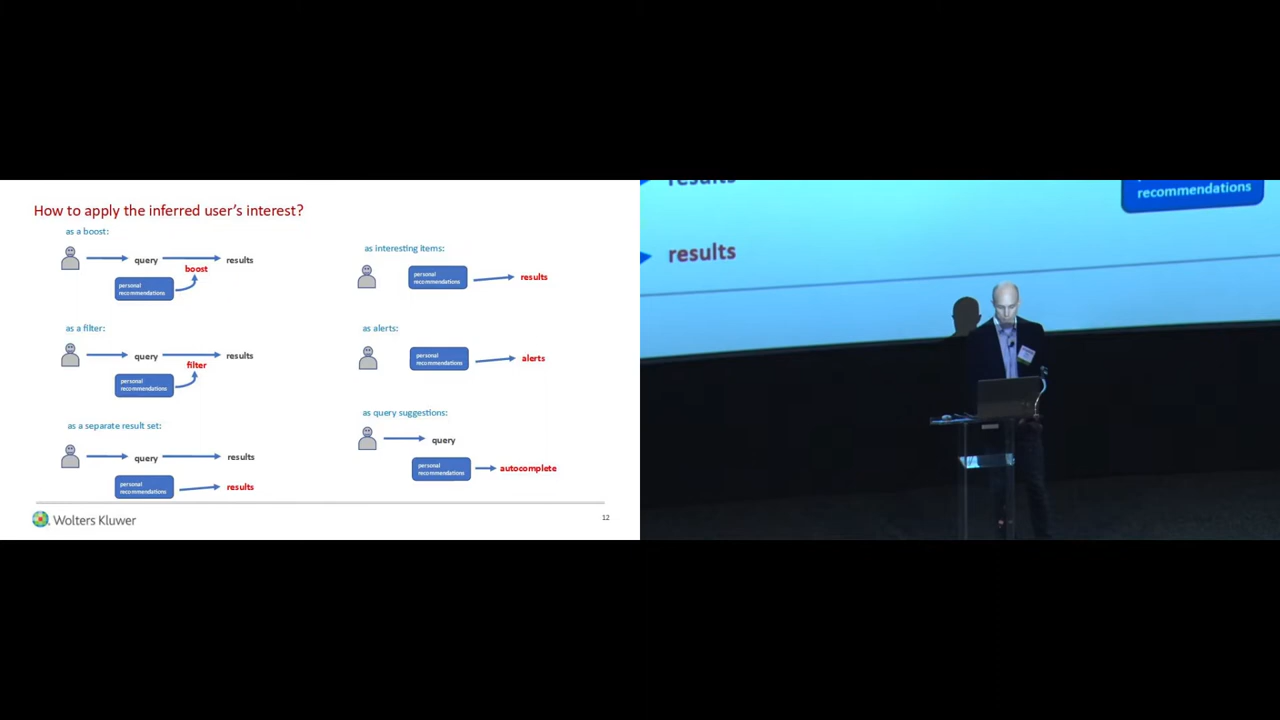 How to apply the inferred user's interest?
as a boost:
query
results
boost
personal
recommendations
as a filter:
query
results
filter
personal
recommendations
as a separate result set:
query
results
personal
recommendations
results
as interesting items:
personal
recommendations
results
as alerts:
personal
recommendations
alerts
as query suggestions:
query
personal
recommendations
autocomplete
Wolters Kluwer
12
results
recommendations
results